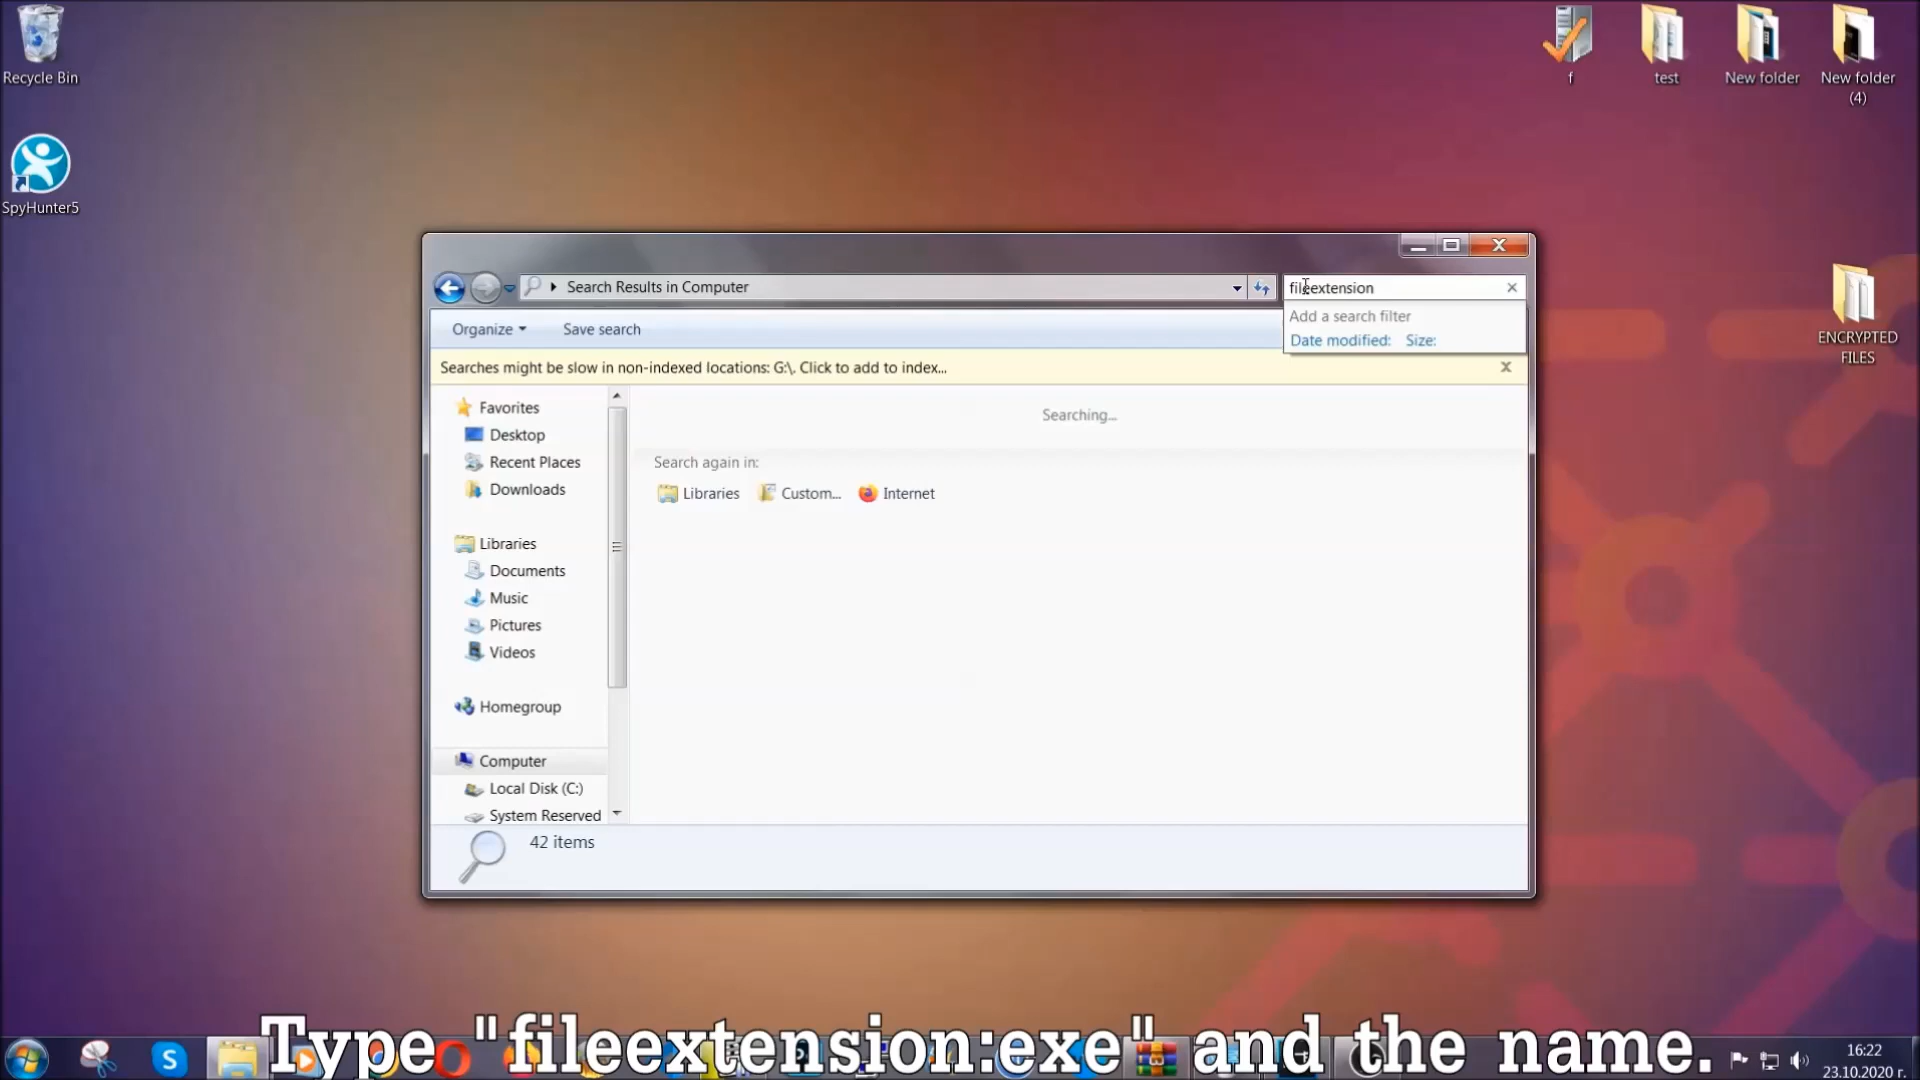 Recycle Bin
SpyHunter5
f
test
New folder
New folder
(4)
ENCRYPTED
FILES
Search Results in Computer
fileextension
Add a search filter
Date modified: Size:
Organize
Save search
Searches might be slow in non-indexed locations: G:\. Click to add to index...
Favorites
Desktop
Recent Places
Downloads
Libraries
Documents
Music
Pictures
Videos
Homegroup
Computer
Local Disk (C:)
System Reserved
Searching...
Search again in:
Libraries
Custom...
Internet
42 items
Type "fileextension:exe" and the name.
16:22
23.10.2020 г.